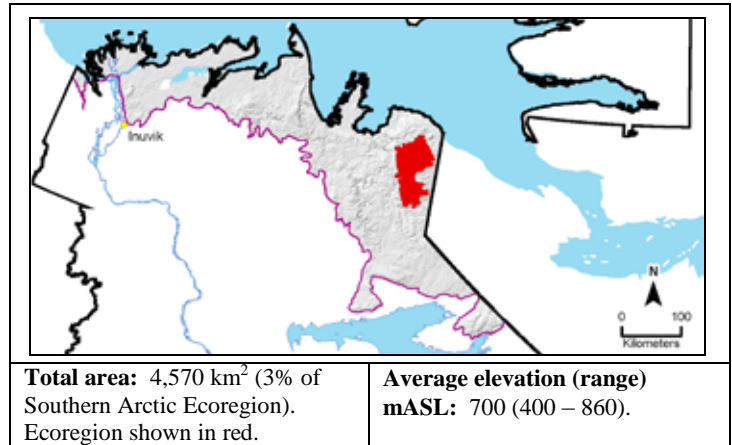 Inuvik
N
0 100
Kilometers
Total area: 4,570 km² (3% of
Southern Arctic Ecoregion).
Ecoregion shown in red.
Average elevation (range)
mASL: 700 (400 – 860).